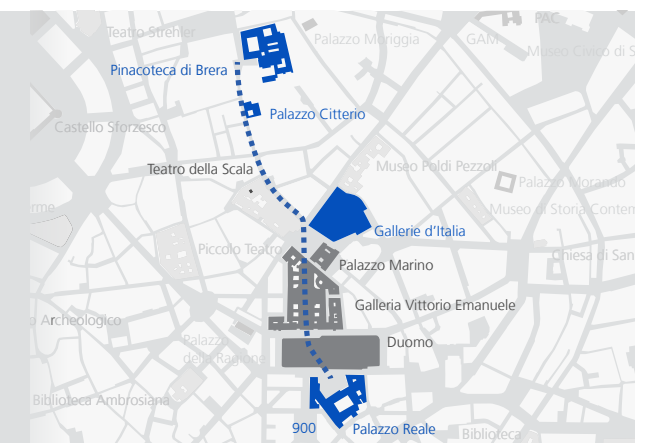 PAC
Teatro Strehler
Palazzo Moriggia
GAM
Museo Civico di S
Pinacoteca di Brera
Palazzo Citterio
Castello Sforzesco
Teatro della Scala
Museo Poldi Pezzoli
Palazzo Morando
rme
Museo di Storia Contem
Gallerie d'Italia
Piccolo Teatro
Chiesa di San
Palazzo Marino
Galleria Vittorio Emanuele
o Archeologico
Palazzo
della Ragione
Duomo
Biblioteca Ambrosiana
900
Palazzo Reale
Biblioteca